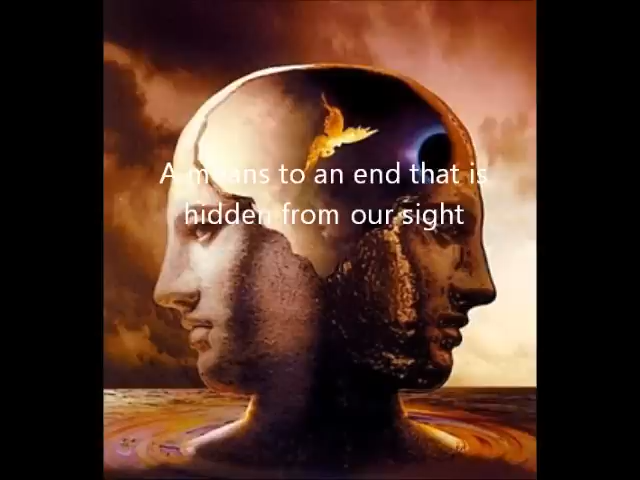 A means to an end that is
hidden from our sight